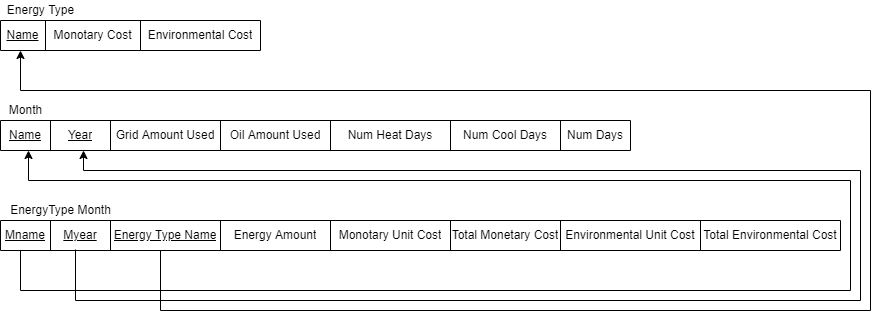 Energy Type
Name Monotary Cost Environmental Cost
Month
Name Year Grid Amount Used Oil Amount Used Num Heat Days Num Cool Days Num Days
EnergyType Month
Mname Myear Energy Type Name Energy Amount Monotary Unit Cost Total Monetary Cost Environmental Unit Cost Total Environmental Cost